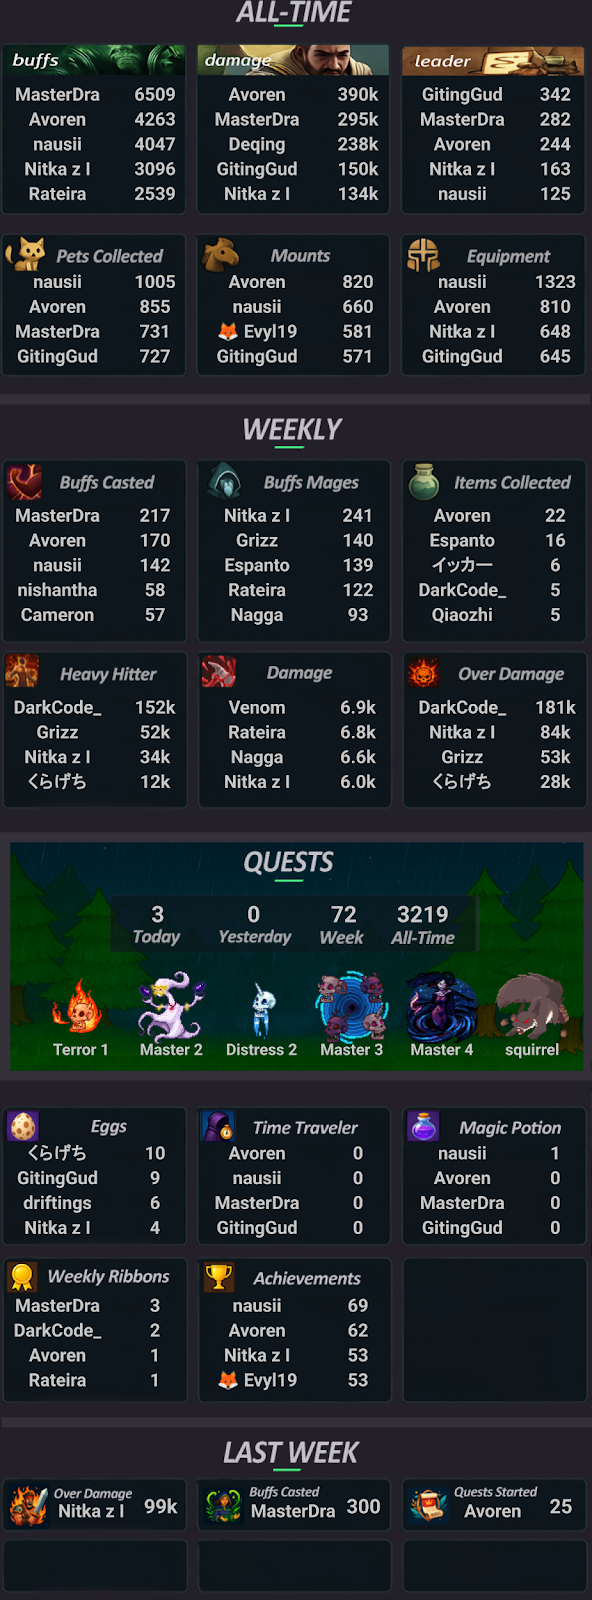 ALL-TIME
buffs
MasterDra 6509
Avoren 4263
nausii 4047
Nitka z l 3096
Rateira 2539
damage
Avoren 390k
MasterDra 295k
Deqing 238k
GitingGud 150k
Nitka z l 134k
leader
GitingGud 342
MasterDra 282
Avoren 244
Nitka z l 163
nausii 125
Pets Collected
nausii 1005
Avoren 855
MasterDra 731
GitingGud 727
Mounts
Avoren 820
nausii 660
🦊 Evyl19 581
GitingGud 571
Equipment
nausii 1323
Avoren 810
Nitka z l 648
GitingGud 645
WEEKLY
Buffs Casted
MasterDra 217
Avoren 170
nausii 142
nishantha 58
Cameron 57
Buffs Mages
Nitka z l 241
Grizz 140
Espanto 139
Rateira 122
Nagga 93
Items Collected
Avoren 22
Espanto 16
イッカー 6
DarkCode_ 5
Qiaozhi 5
Heavy Hitter
DarkCode_ 152k
Grizz 52k
Nitka z l 34k
くらげち 12k
Damage
Venom 6.9k
Rateira 6.8k
Nagga 6.6k
Nitka z l 6.0k
Over Damage
DarkCode_ 181k
Nitka z l 84k
Grizz 53k
くらげち 28k
QUESTS
3 0 72 3219
Today Yesterday Week All-Time
Terror 1 Master 2 Distress 2 Master 3 Master 4 squirrel
Eggs
くらげち 10
GitingGud 9
driftings 6
Nitka z l 4
Time Traveler
Avoren 0
nausii 0
MasterDra 0
GitingGud 0
Magic Potion
nausii 1
Avoren 0
MasterDra 0
GitingGud 0
Weekly Ribbons
MasterDra 3
DarkCode_ 2
Avoren 1
Rateira 1
Achievements
nausii 69
Avoren 62
Nitka z l 53
🦊 Evyl19 53
LAST WEEK
Over Damage
Nitka z l 99k
Buffs Casted
MasterDra 300
Quests Started
Avoren 25